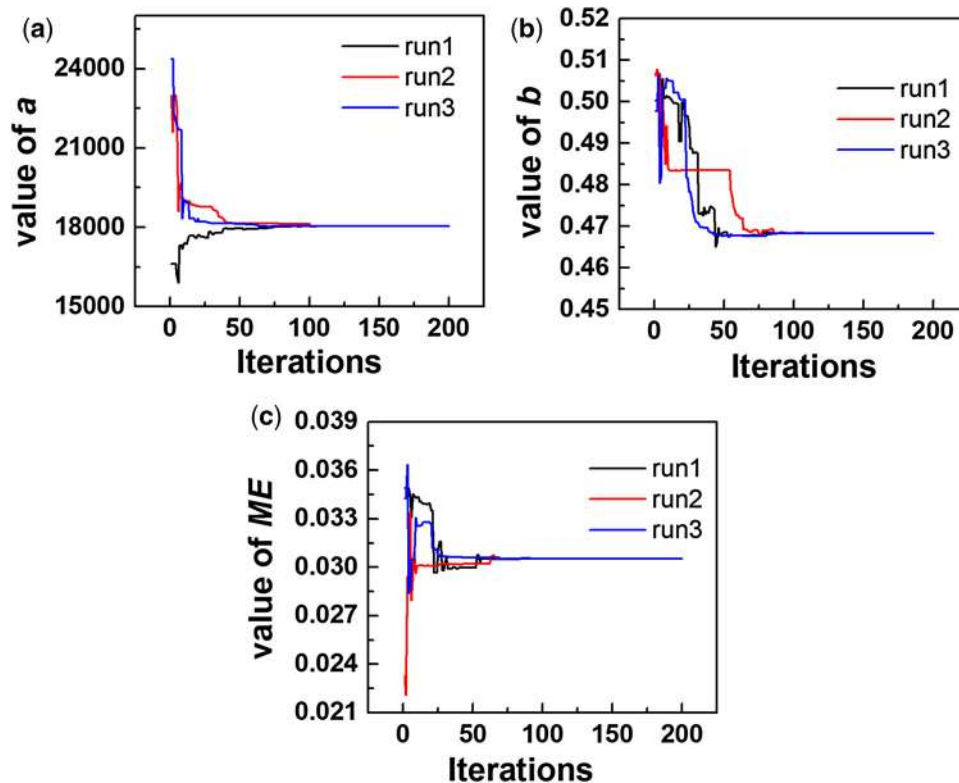 (a)
run1
run2
run3
24000
21000
18000
15000
value of a
0 50 100 150 200
Iterations
(b)
run1
run2
run3
0.52
0.51
0.50
0.49
0.48
0.47
0.46
0.45
value of b
0 50 100 150 200
Iterations
(c)
run1
run2
run3
0.039
0.036
0.033
0.030
0.027
0.024
0.021
value of ME
0 50 100 150 200
Iterations